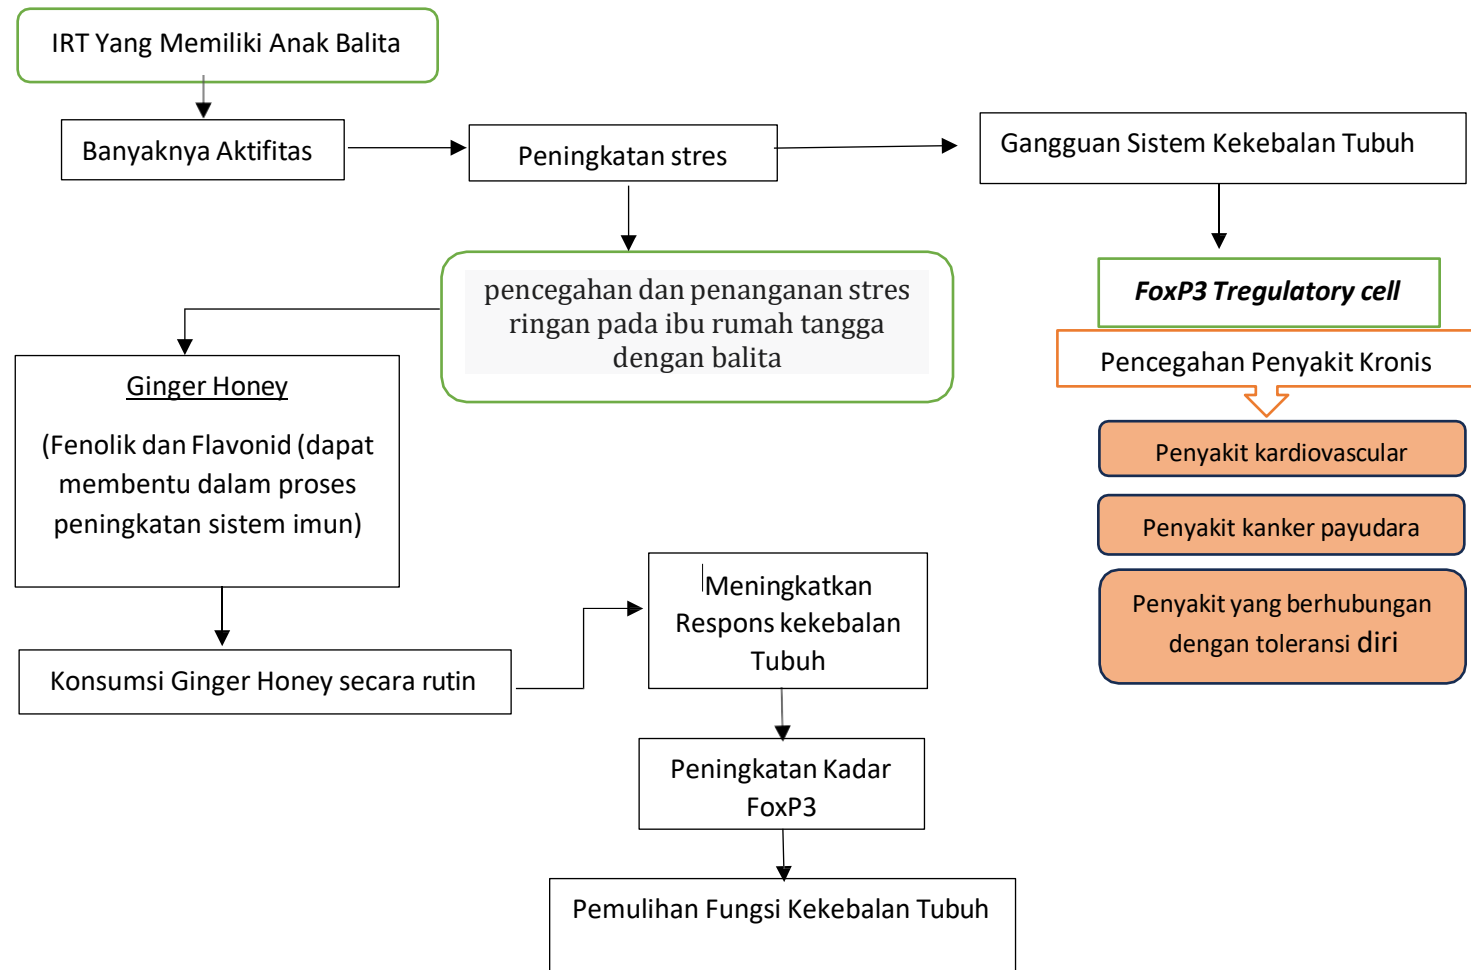 IRT Yang Memiliki Anak Balita
Banyaknya Aktifitas
Peningkatan stres
Gangguan Sistem Kekebalan Tubuh
pencegahan dan penanganan stres
ringan pada ibu rumah tangga
dengan balita
FoxP3 Tregulatory cell
Pencegahan Penyakit Kronis
Penyakit kardiovascular
Penyakit kanker payudara
Penyakit yang berhubungan
dengan toleransi diri
Ginger Honey
(Fenolik dan Flavonid (dapat
membentu dalam proses
peningkatan sistem imun)
Konsumsi Ginger Honey secara rutin
Meningkatkan
Respons kekebalan
Tubuh
Peningkatan Kadar
FoxP3
Pemulihan Fungsi Kekebalan Tubuh